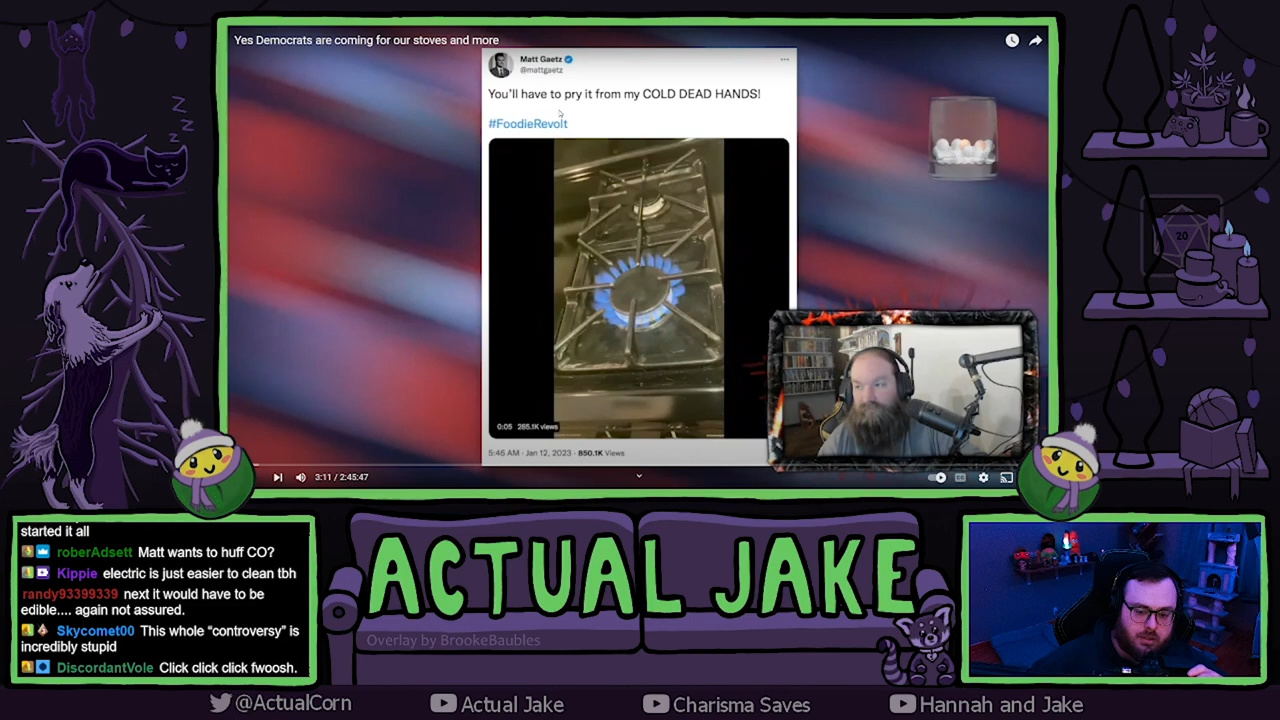 Yes Democrats are coming for our stoves and more
Matt Gaetz
@mattgaetz
You'll have to pry it from my COLD DEAD HANDS!
#FoodieRevolt
0:05 285.1K views
5:46 AM · Jan 12, 2023 · 850.1K Views
3:11 / 2:45:47
20
started it all
roberAdsett Matt wants to huff CO?
Kippie electric is just easier to clean tbh
randy93399339 next it would have to be
edible.... again not assured.
Skycomet00 This whole “controversy” is
incredibly stupid
DiscordantVole Click click click fwoosh.
ACTUAL JAKE
Overlay by BrookeBaubles
@ActualCorn
Actual Jake
Charisma Saves
Hannah and Jake
Z
Z
Z
Z